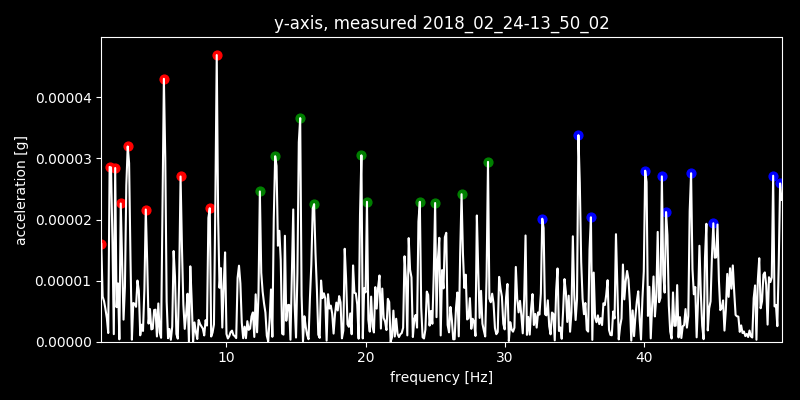 y-axis, measured 2018_02_24-13_50_02
acceleration [g]
0.00004
0.00003
0.00002
0.00001
0.00000
10 20 30 40
frequency [Hz]